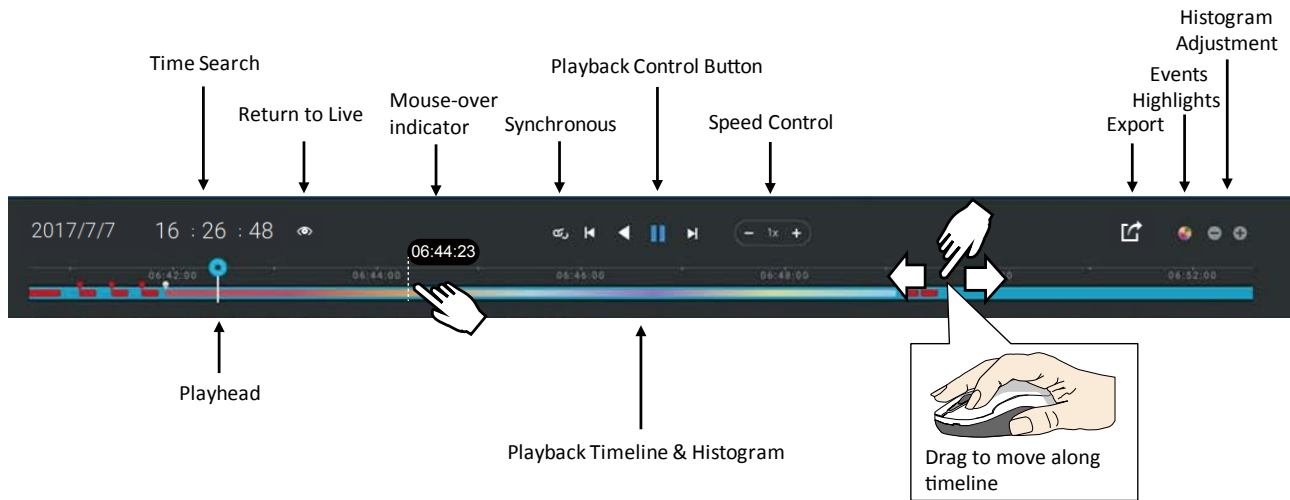 Histogram
Adjustment
Time Search
Playback Control Button
Events
Highlights
Return to Live
Mouse-over
indicator
Synchronous
Speed Control
Export
2017/7/7 16 : 26 : 48
1x
06:44:23
06:42:00 06:44:00 06:46:00 06:48:00 06:52:00
Playhead
Playback Timeline & Histogram
Drag to move along
timeline